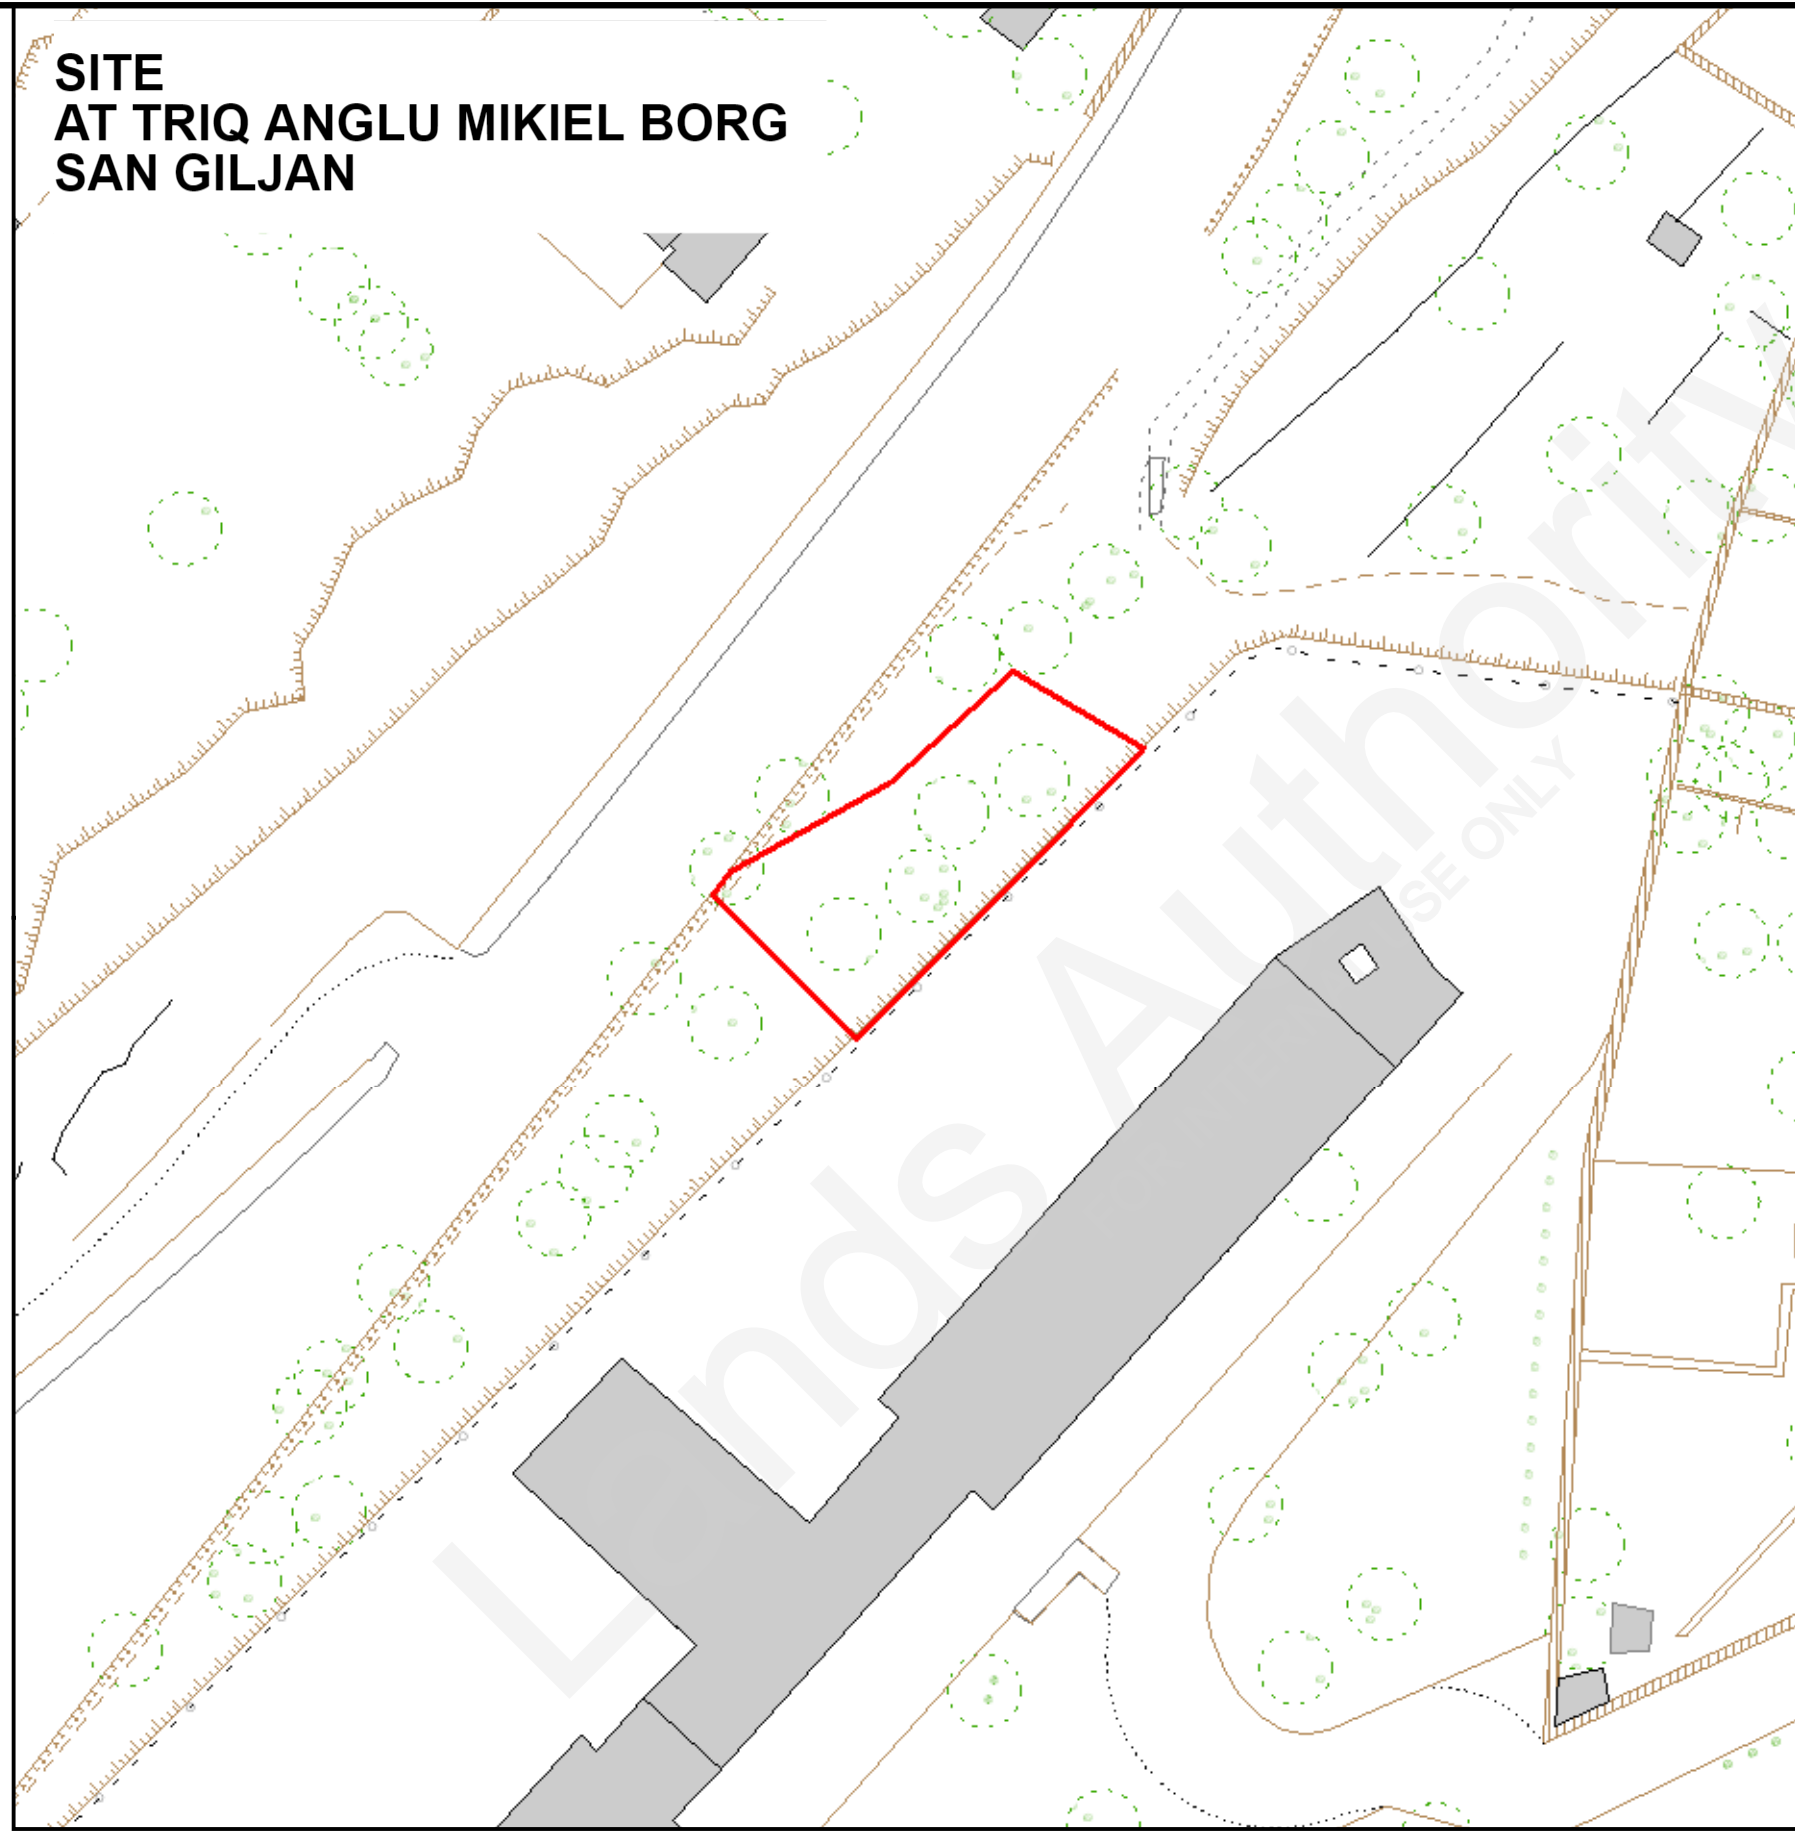 SITE
AT TRIQ ANGLU MIKIEL BORG
SAN GILJAN
Lands Authority
USE ONLY